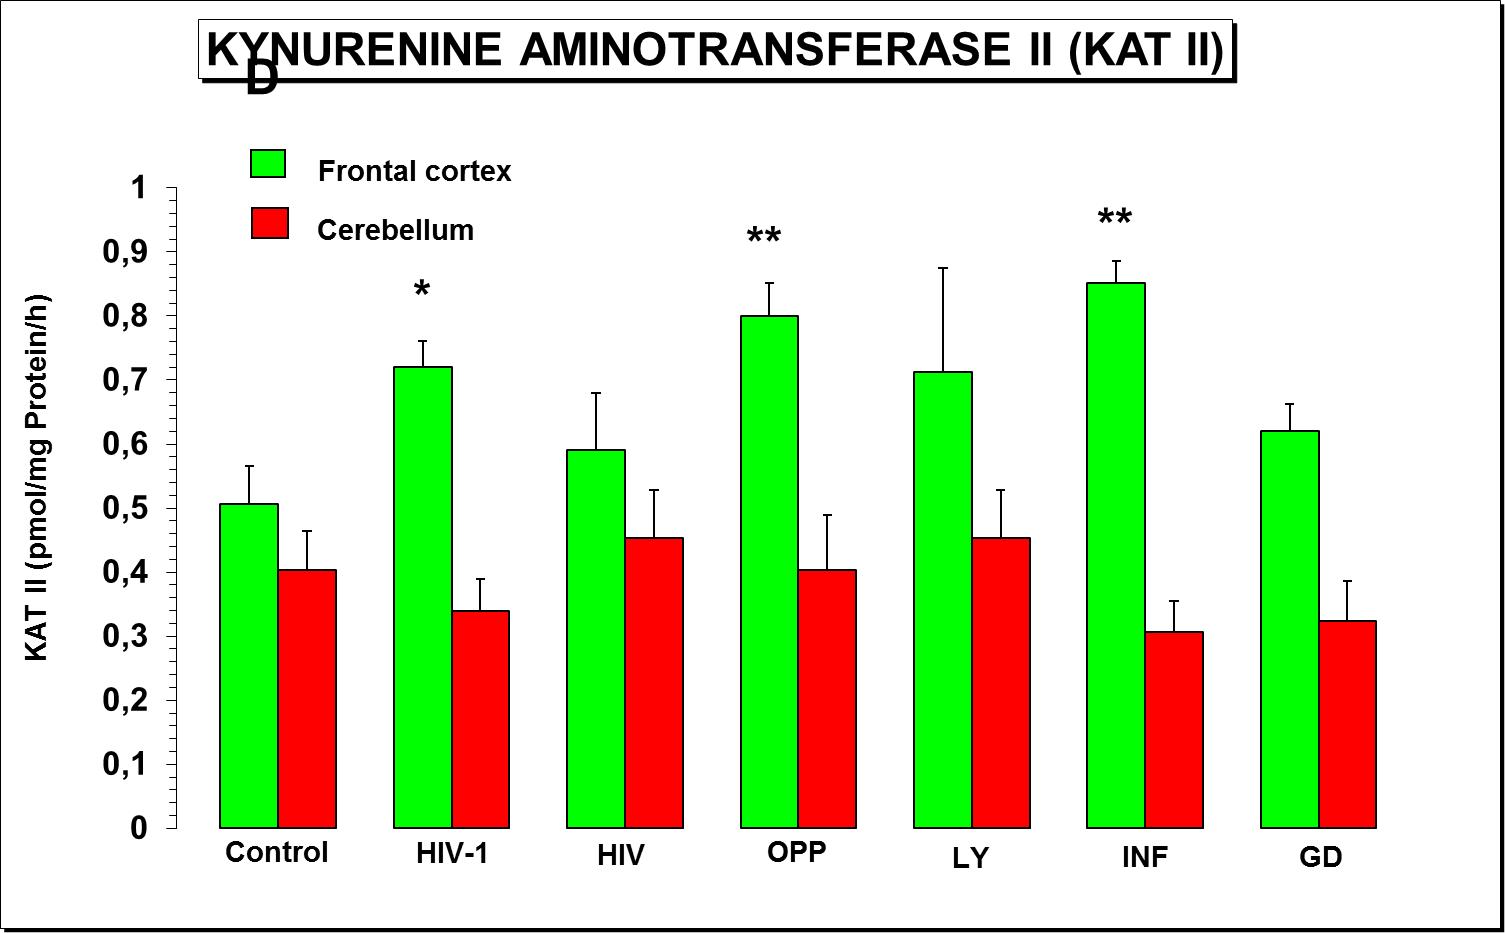 KYNURENINE AMINOTRANSFERASE II (KAT II)
D
Frontal cortex
Cerebellum
KAT II (pmol/mg Protein/h)
1
0,9
0,8
0,7
0,6
0,5
0,4
0,3
0,2
0,1
0
*
**
**
Control HIV-1 HIV OPP LY INF GD